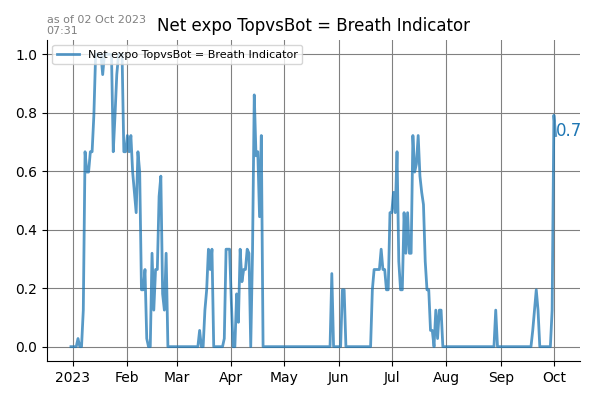 as of 02 Oct 2023
07:31
Net expo TopvsBot = Breath Indicator
Net expo TopvsBot = Breath Indicator
1.0
0.8
0.6
0.4
0.2
0.0
0.7
2023 Feb Mar Apr May Jun Jul Aug Sep Oct